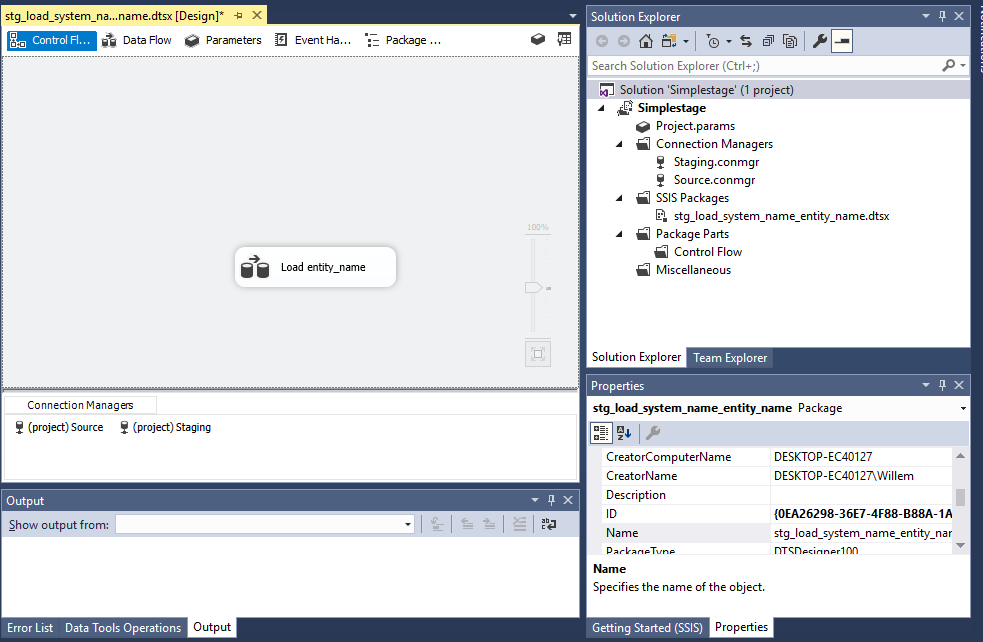 stg_load_system_na...name.dtsx [Design]*
Control Fl...
Data Flow
Parameters
Event Ha...
Package ...
Load entity_name
100%
Connection Managers
(project) Source
(project) Staging
Output
Show output from:
Error List
Data Tools Operations
Output
Solution Explorer
Search Solution Explorer (Ctrl+;)
Solution 'Simplestage' (1 project)
Simplestage
Project.params
Connection Managers
Staging.conmgr
Source.conmgr
SSIS Packages
stg_load_system_name_entity_name.dtsx
Package Parts
Control Flow
Miscellaneous
Solution Explorer
Team Explorer
Properties
stg_load_system_name_entity_name Package
CreatorComputerName DESKTOP-EC40127
CreatorName DESKTOP-EC40127\Willem
Description
ID {0EA26298-36E7-4F88-B88A-1A
Name stg_load_system_name_entity_nar
PackageType DTSDesigner100
Name
Specifies the name of the object.
Getting Started (SSIS)
Properties